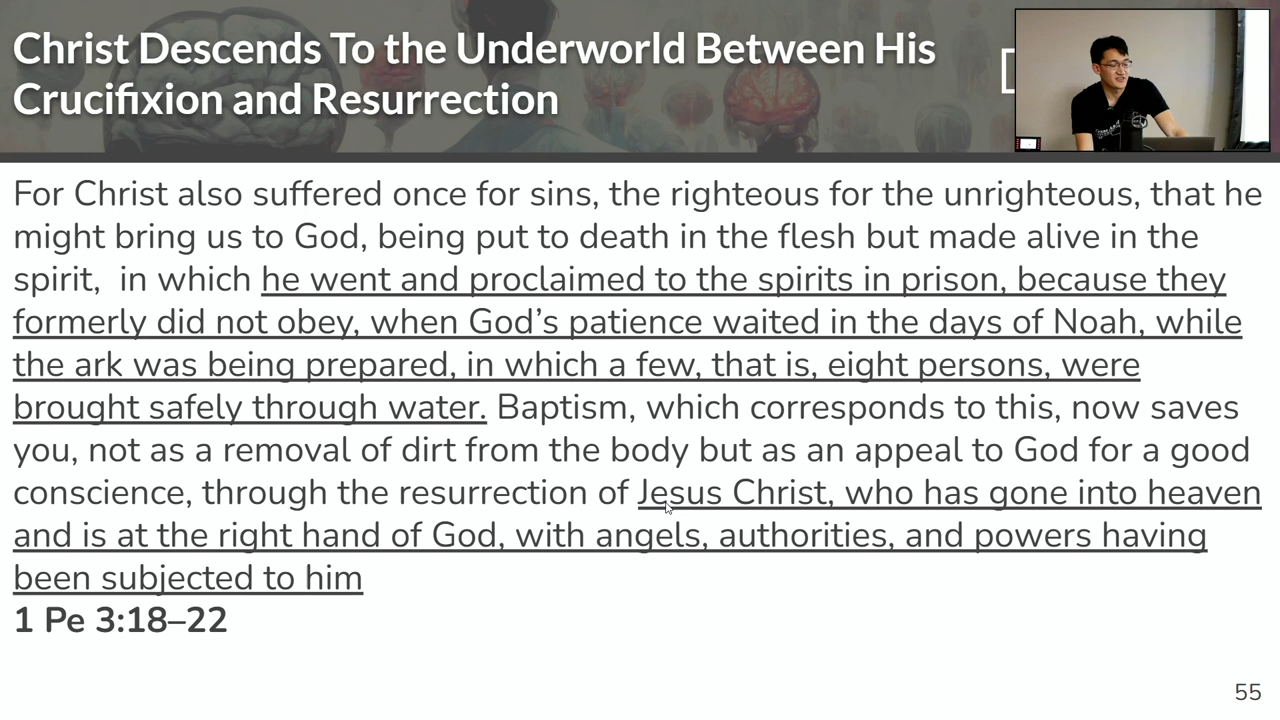 Christ Descends To the Underworld Between His
Crucifixion and Resurrection
For Christ also suffered once for sins, the righteous for the unrighteous, that he
might bring us to God, being put to death in the flesh but made alive in the
spirit,  in which he went and proclaimed to the spirits in prison, because they
formerly did not obey, when God’s patience waited in the days of Noah, while
the ark was being prepared, in which a few, that is, eight persons, were
brought safely through water. Baptism, which corresponds to this, now saves
you, not as a removal of dirt from the body but as an appeal to God for a good
conscience, through the resurrection of Jesus Christ, who has gone into heaven
and is at the right hand of God, with angels, authorities, and powers having
been subjected to him
1 Pe 3:18–22
55